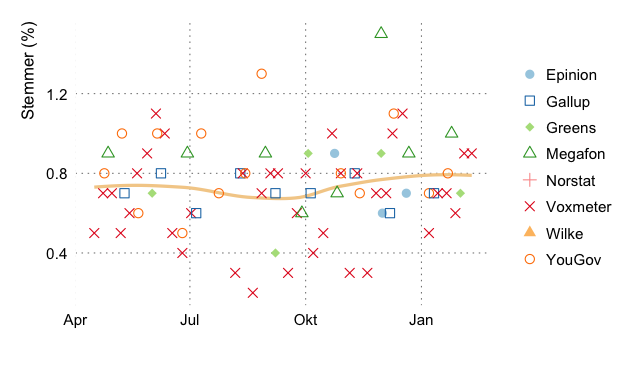 Stemmer (%)
1.2
0.8
0.4
Apr Jul Okt Jan
Epinion
Gallup
Greens
Megafon
Norstat
Voxmeter
Wilke
YouGov